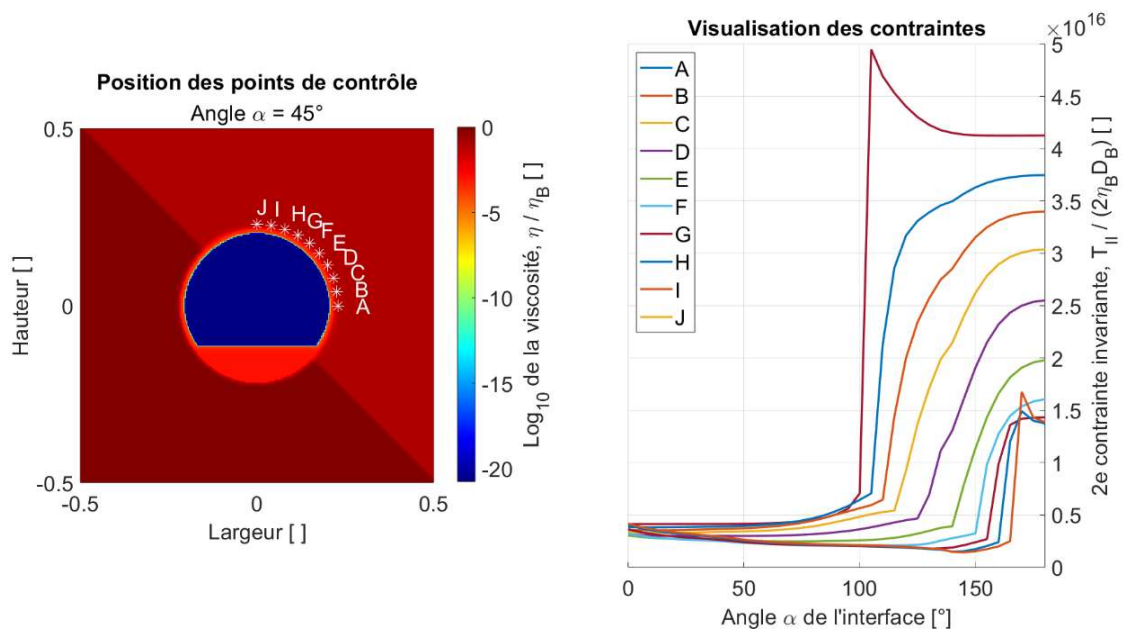 Position des points de contrôle
Angle α = 45°
0.5
0
-0.5
Hauteur [ ]
-0.5
0
0.5
Largeur [ ]
J I H G F E D C B A
0
-5
-10
-15
-20
Log10 de la viscosité, η / ηB [ ]
Visualisation des contraintes
×10^16
A
B
C
D
E
F
G
H
I
J
5
4.5
4
3.5
3
2.5
2
1.5
1
0.5
0
2e contrainte invariante, TII / (2ηBDB) [ ]
0
50
100
150
Angle α de l'interface [°]